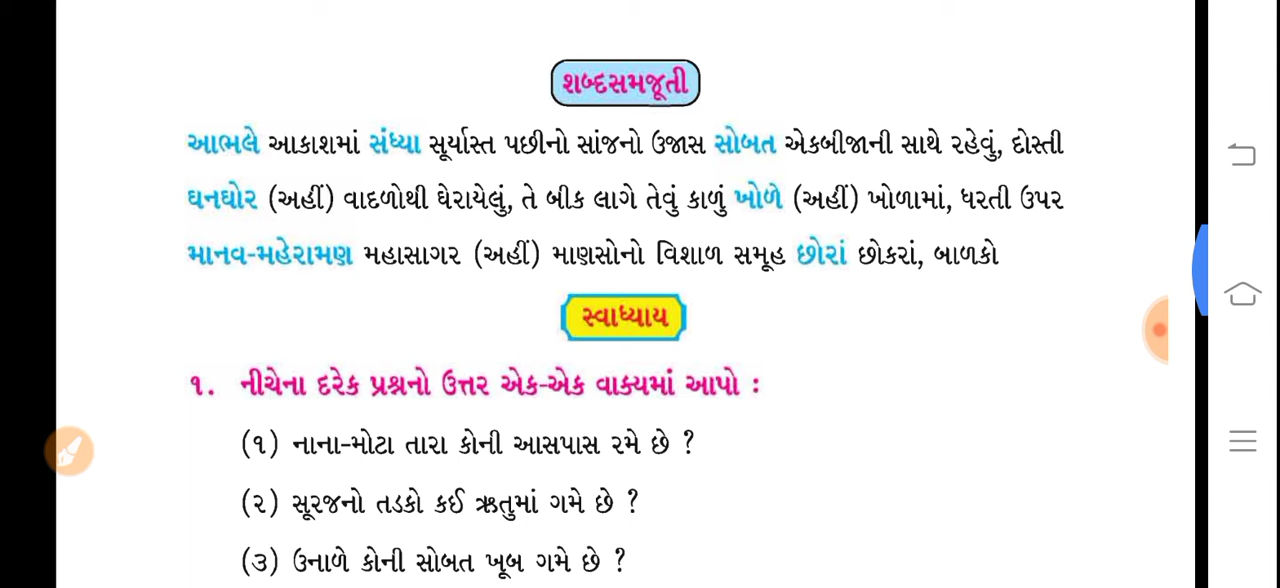 શબ્દસમજૂતી
આભલે આકાશમાં સંધ્યા સૂર્યાસ્ત પછીનો સાંજનો ઉજાસ સોબત એકબીજાની સાથે રહેવું, દોસ્તી
ઘનઘોર (અહીં) વાદળોથી ઘેરાયેલું, તે બીક લાગે તેવું કાળું ખોળે (અહીં) ખોળામાં, ધરતી ઉપર
માનવ-મહેરામણ મહાસાગર (અહીં) માણસોનો વિશાળ સમૂહ છોરાં છોકરાં, બાળકો
સ્વાધ્યાય
૧. નીચેના દરેક પ્રશ્નનો ઉત્તર એક-એક વાક્યમાં આપો :
(૧) નાના-મોટા તારા કોની આસપાસ રમે છે ?
(૨) સૂરજનો તડકો કઈ ઋતુમાં ગમે છે ?
(૩) ઉનાળે કોની સોબત ખૂબ ગમે છે ?